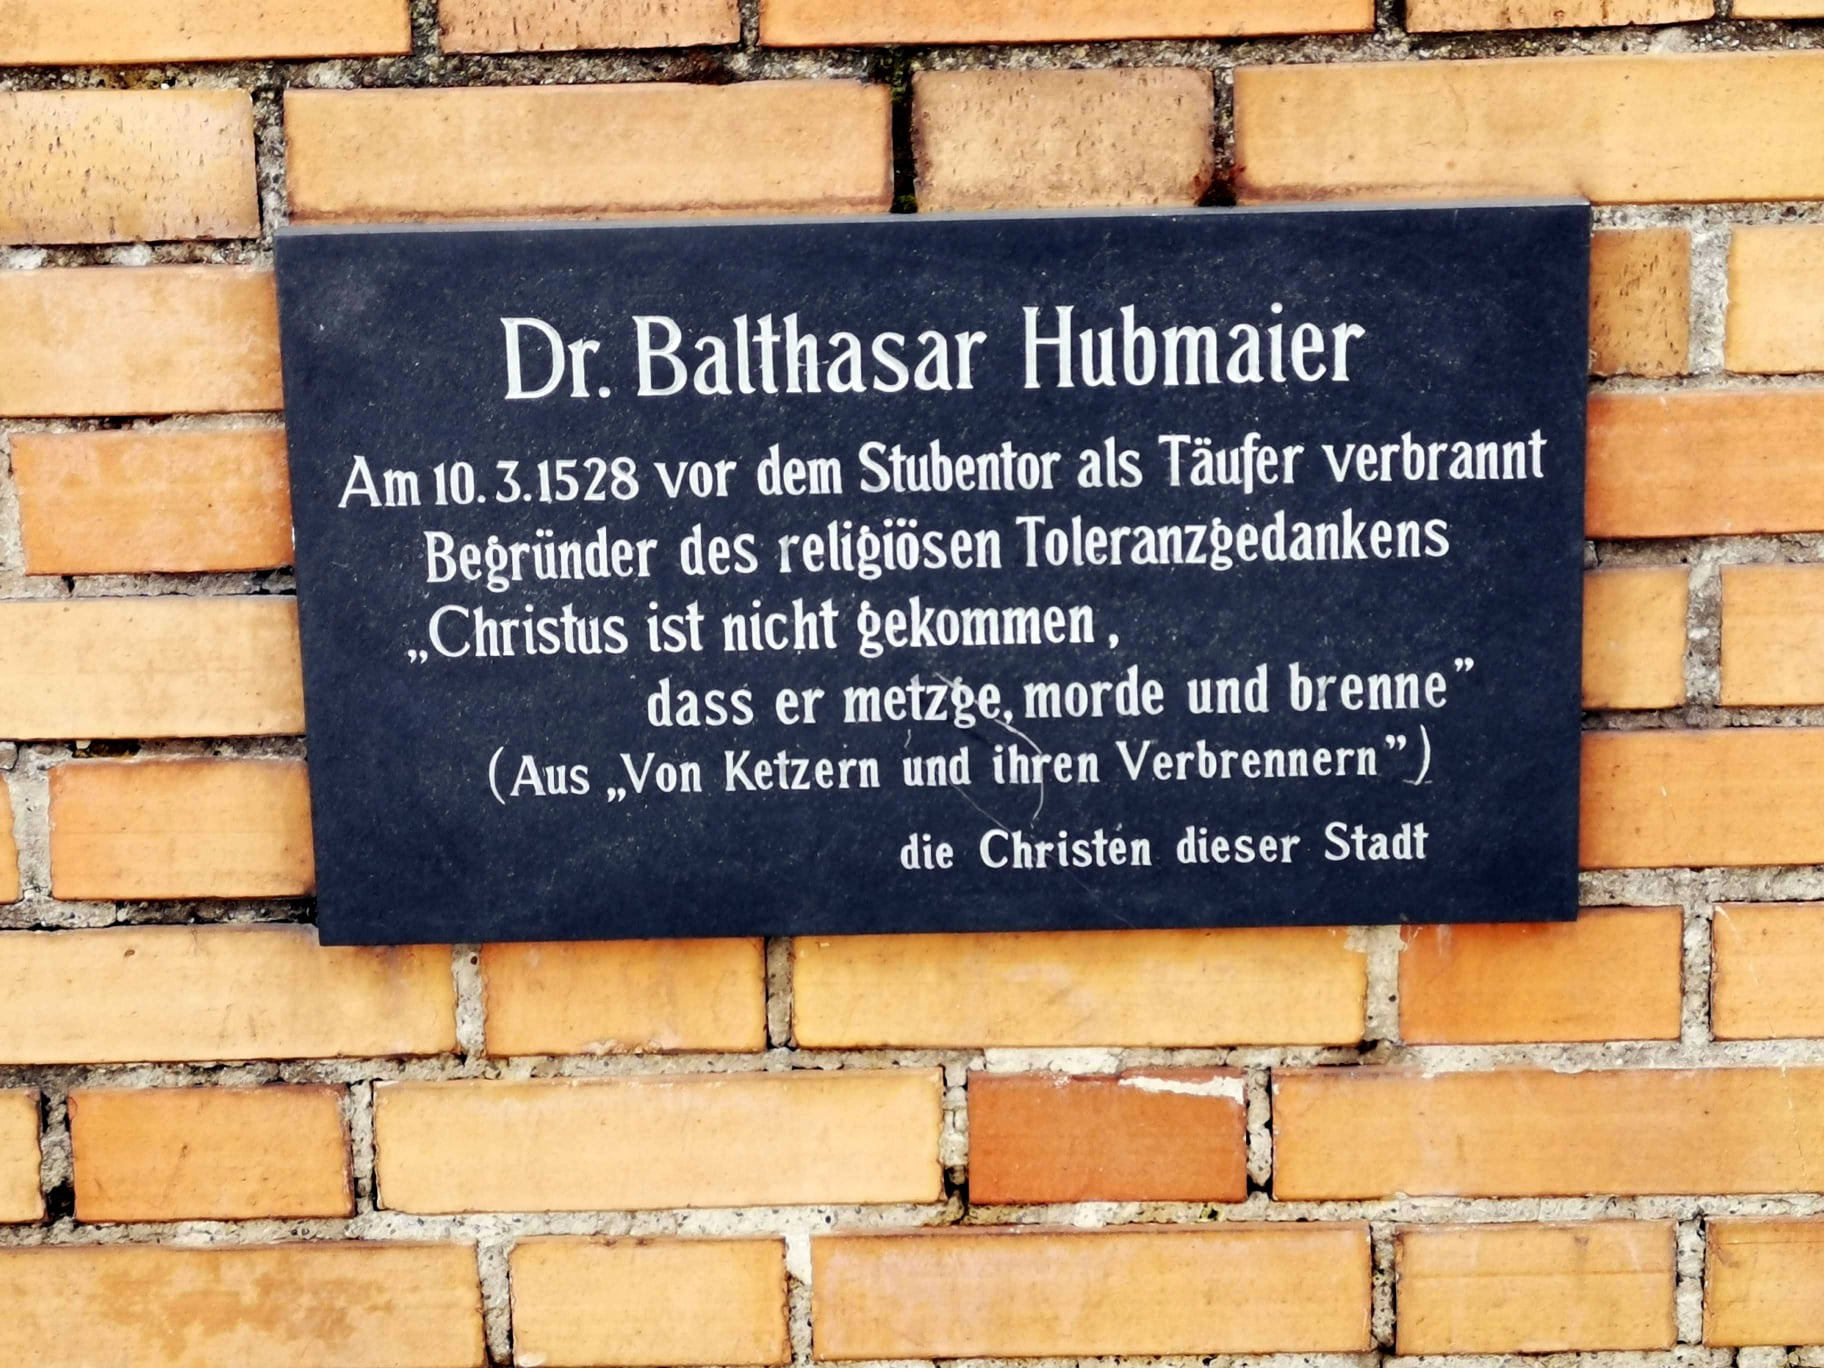 Dr. Balthasar Hubmaier
Am 10.3.1528 vor dem Stubentor als Täufer verbrannt
Begründer des religiösen Toleranzgedankens
„Christus ist nicht gekommen,
dass er metzge, morde und brenne”
(Aus „Von Ketzern und ihren Verbrennern”)
die Christen dieser Stadt